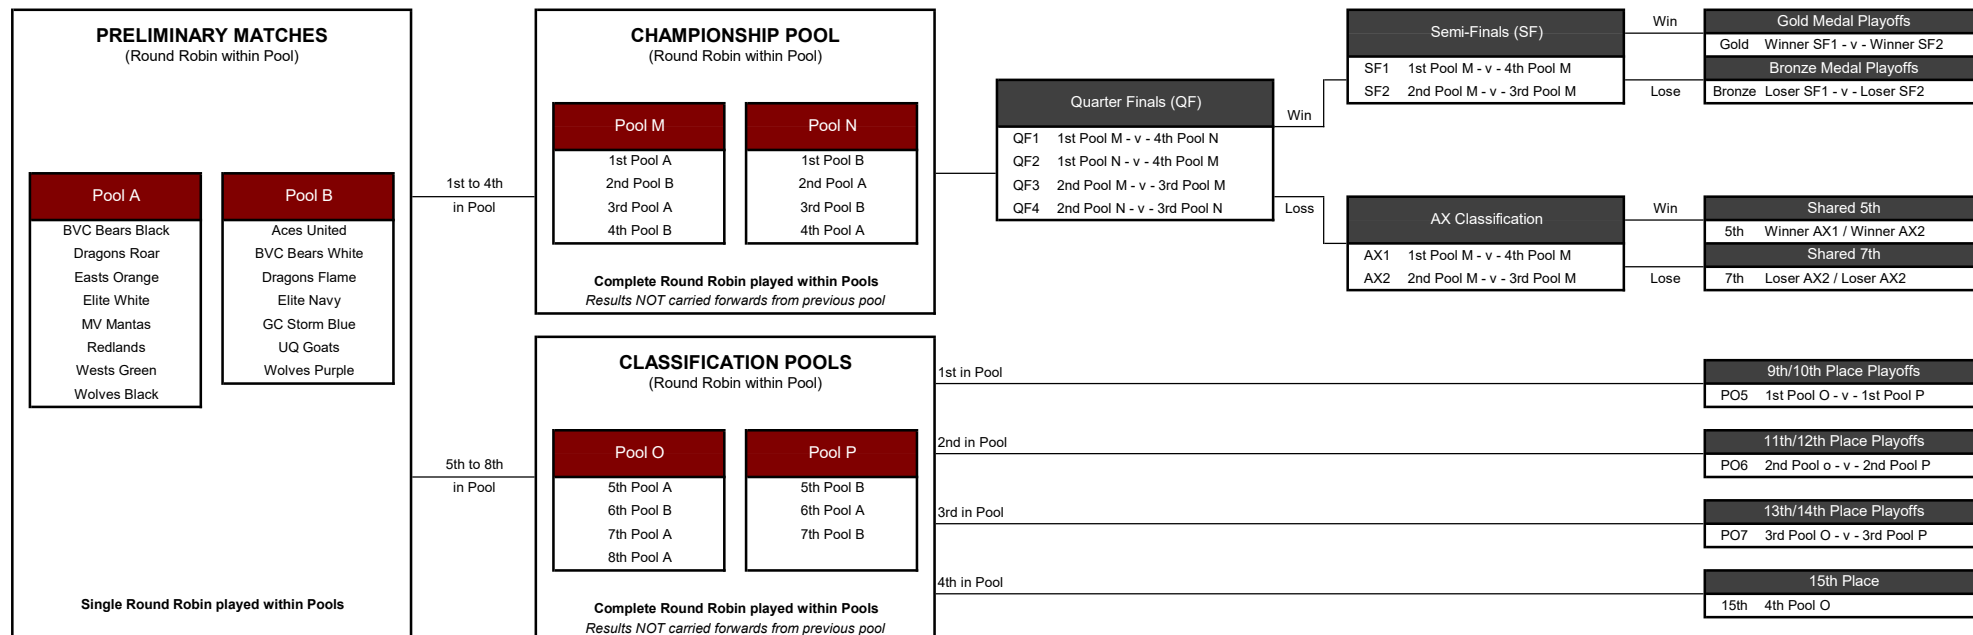 PRELIMINARY MATCHES
(Round Robin within Pool)
Pool A
BVC Bears Black
Dragons Roar
Easts Orange
Elite White
MV Mantas
Redlands
Wests Green
Wolves Black
Pool B
Aces United
BVC Bears White
Dragons Flame
Elite Navy
GC Storm Blue
UQ Goats
Wolves Purple
Single Round Robin played within Pools
1st to 4th
in Pool
5th to 8th
in Pool
CHAMPIONSHIP POOL
(Round Robin within Pool)
Pool M
1st Pool A
2nd Pool B
3rd Pool A
4th Pool B
Pool N
1st Pool B
2nd Pool A
3rd Pool B
4th Pool A
Complete Round Robin played within Pools
Results NOT carried forwards from previous pool
CLASSIFICATION POOLS
(Round Robin within Pool)
Pool O
5th Pool A
6th Pool B
7th Pool A
8th Pool A
Pool P
5th Pool B
6th Pool A
7th Pool B
Complete Round Robin played within Pools
Results NOT carried forwards from previous pool
Quarter Finals (QF)
QF1 1st Pool M - v - 4th Pool N
QF2 1st Pool N - v - 4th Pool M
QF3 2nd Pool M - v - 3rd Pool M
QF4 2nd Pool N - v - 3rd Pool N
Win
Loss
Semi-Finals (SF)
SF1 1st Pool M - v - 4th Pool M
SF2 2nd Pool M - v - 3rd Pool M
Win
Lose
Gold Medal Playoffs
Gold Winner SF1 - v - Winner SF2
Bronze Medal Playoffs
Bronze Loser SF1 - v - Loser SF2
AX Classification
AX1 1st Pool M - v - 4th Pool M
AX2 2nd Pool M - v - 3rd Pool M
Win
Lose
Shared 5th
5th Winner AX1 / Winner AX2
Shared 7th
7th Loser AX2 / Loser AX2
1st in Pool
9th/10th Place Playoffs
PO5 1st Pool O - v - 1st Pool P
2nd in Pool
11th/12th Place Playoffs
PO6 2nd Pool o - v - 2nd Pool P
3rd in Pool
13th/14th Place Playoffs
PO7 3rd Pool O - v - 3rd Pool P
4th in Pool
15th Place
15th 4th Pool O